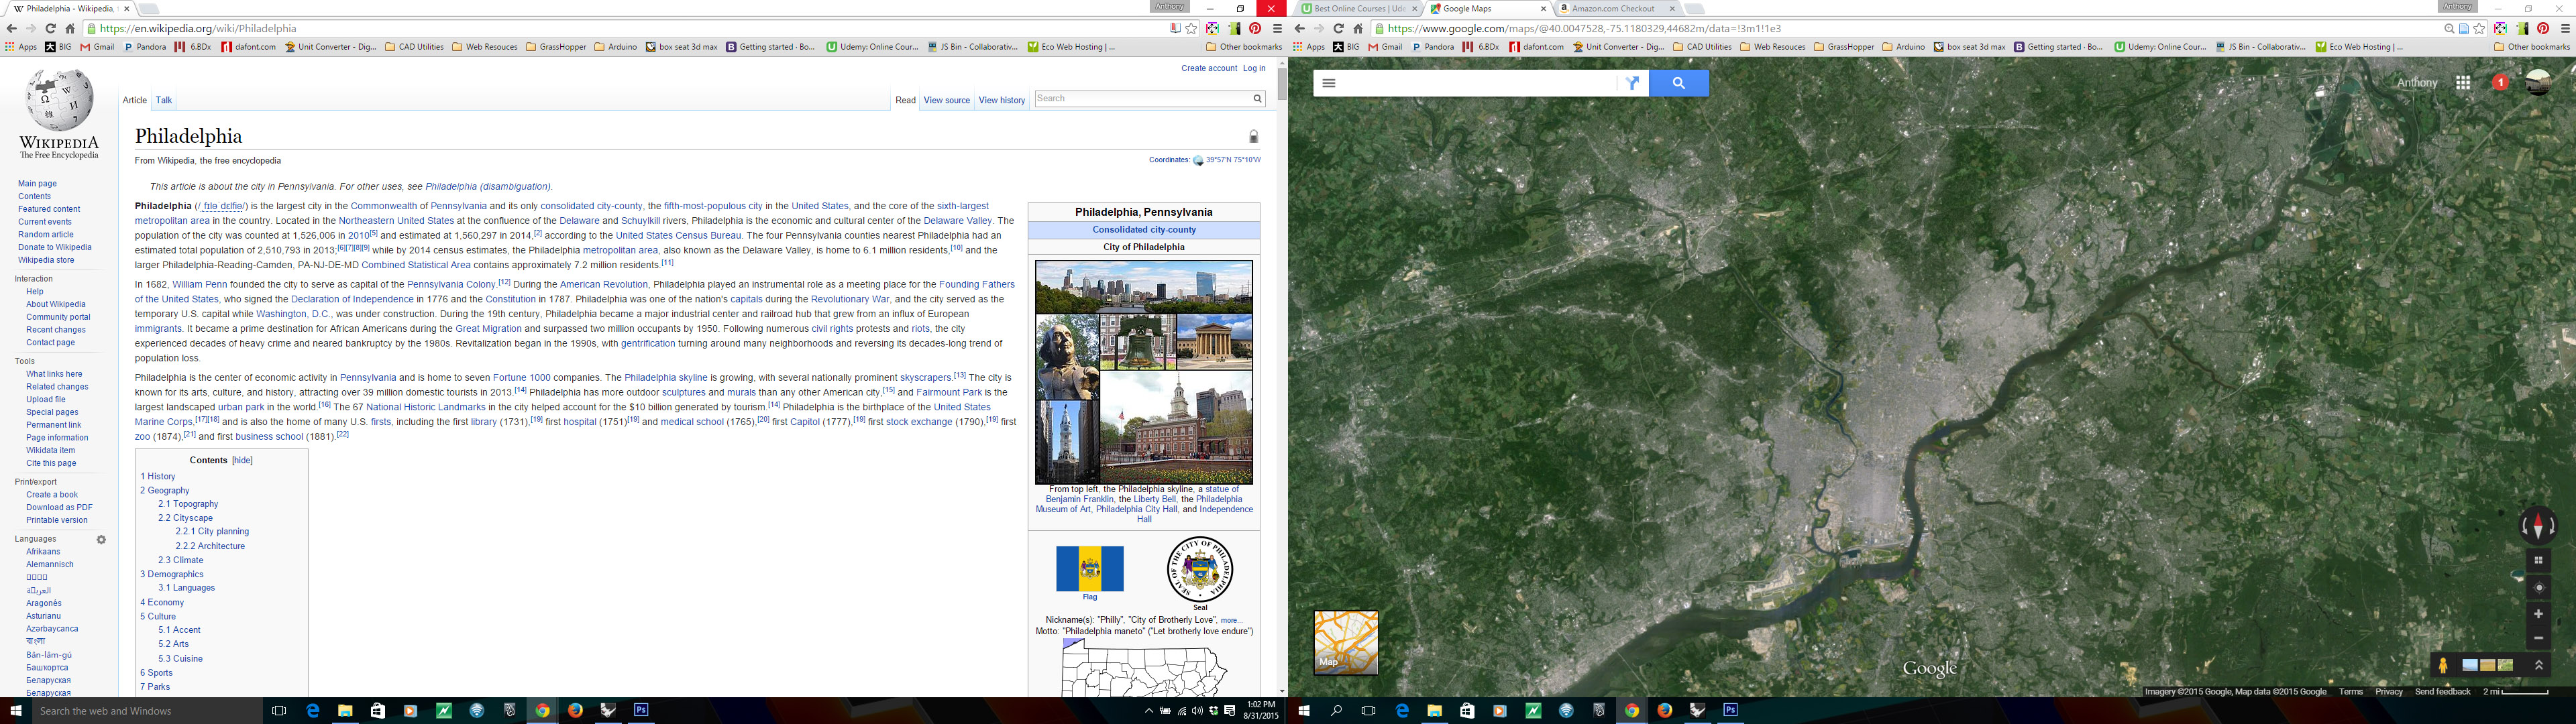 Philadelphia - Wikipedia, t
Anthony
https://en.wikipedia.org/wiki/Philadelphia
Apps BIG Gmail Pandora 6.BDx dafont.com Unit Converter - Dig... CAD Utilities Web Resouces GrassHopper Arduino box seat 3d max Getting started · Bo... Udemy: Online Cour... JS Bin - Collaborativ... Eco Web Hosting | ... Other bookmarks
WIKIPEDIA
The Free Encyclopedia
Main page
Contents
Featured content
Current events
Random article
Donate to Wikipedia
Wikipedia store
Interaction
Help
About Wikipedia
Community portal
Recent changes
Contact page
Tools
What links here
Related changes
Upload file
Special pages
Permanent link
Page information
Wikidata item
Cite this page
Print/export
Create a book
Download as PDF
Printable version
Languages
Afrikaans
Alemannisch
Aragonés
Asturianu
Azərbaycanca
বাংলা
Bân-lâm-gú
Башҡортса
Беларуская
Беларуская
Create account Log in
Article Talk
Read View source View history Search
Philadelphia
From Wikipedia, the free encyclopedia
Coordinates: 39°57′N 75°10′W
This article is about the city in Pennsylvania. For other uses, see Philadelphia (disambiguation).
Philadelphia (/ˌfɪləˈdɛlfiə/) is the largest city in the Commonwealth of Pennsylvania and its only consolidated city-county, the fifth-most-populous city in the United States, and the core of the sixth-largest
metropolitan area in the country. Located in the Northeastern United States at the confluence of the Delaware and Schuylkill rivers, Philadelphia is the economic and cultural center of the Delaware Valley. The
population of the city was counted at 1,526,006 in 2010[5] and estimated at 1,560,297 in 2014,[2] according to the United States Census Bureau. The four Pennsylvania counties nearest Philadelphia had an
estimated total population of 2,510,793 in 2013;[6][7][8][9] while by 2014 census estimates, the Philadelphia metropolitan area, also known as the Delaware Valley, is home to 6.1 million residents,[10] and the
larger Philadelphia-Reading-Camden, PA-NJ-DE-MD Combined Statistical Area contains approximately 7.2 million residents.[11]
In 1682, William Penn founded the city to serve as capital of the Pennsylvania Colony.[12] During the American Revolution, Philadelphia played an instrumental role as a meeting place for the Founding Fathers
of the United States, who signed the Declaration of Independence in 1776 and the Constitution in 1787. Philadelphia was one of the nation's capitals during the Revolutionary War, and the city served as the
temporary U.S. capital while Washington, D.C., was under construction. During the 19th century, Philadelphia became a major industrial center and railroad hub that grew from an influx of European
immigrants. It became a prime destination for African Americans during the Great Migration and surpassed two million occupants by 1950. Following numerous civil rights protests and riots, the city
experienced decades of heavy crime and neared bankruptcy by the 1980s. Revitalization began in the 1990s, with gentrification turning around many neighborhoods and reversing its decades-long trend of
population loss.
Philadelphia is the center of economic activity in Pennsylvania and is home to seven Fortune 1000 companies. The Philadelphia skyline is growing, with several nationally prominent skyscrapers.[13] The city is
known for its arts, culture, and history, attracting over 39 million domestic tourists in 2013.[14] Philadelphia has more outdoor sculptures and murals than any other American city,[15] and Fairmount Park is the
largest landscaped urban park in the world.[16] The 67 National Historic Landmarks in the city helped account for the $10 billion generated by tourism.[14] Philadelphia is the birthplace of the United States
Marine Corps,[17][18] and is also the home of many U.S. firsts, including the first library (1731),[19] first hospital (1751)[19] and medical school (1765),[20] first Capitol (1777),[19] first stock exchange (1790),[19] first
zoo (1874),[21] and first business school (1881).[22]
Contents [hide]
1 History
2 Geography
2.1 Topography
2.2 Cityscape
2.2.1 City planning
2.2.2 Architecture
2.3 Climate
3 Demographics
3.1 Languages
4 Economy
5 Culture
5.1 Accent
5.2 Arts
5.3 Cuisine
6 Sports
7 Parks
Philadelphia, Pennsylvania
Consolidated city-county
City of Philadelphia
From top left, the Philadelphia skyline, a statue of
Benjamin Franklin, the Liberty Bell, the Philadelphia
Museum of Art, Philadelphia City Hall, and Independence
Hall
SEAL OF THE CITY OF PHILADELPHIA
Flag
Seal
Nickname(s): "Philly", "City of Brotherly Love", more...
Motto: "Philadelphia maneto" ("Let brotherly love endure")
Search the web and Windows
1:02 PM
8/31/2015
Best Online Courses | Ude
Google Maps
Amazon.com Checkout
Anthony
https://www.google.com/maps/@40.0047528,-75.1180329,44682m/data=!3m1!1e3
Apps BIG Gmail Pandora 6.BDx dafont.com Unit Converter - Dig... CAD Utilities Web Resouces GrassHopper Arduino box seat 3d max Getting started · Bo... Udemy: Online Cour... JS Bin - Collaborativ... Eco Web Hosting | ... Other bookmarks
Anthony
1
Map
Google
Imagery ©2015 Google, Map data ©2015 Google Terms Privacy Send feedback 2 mi